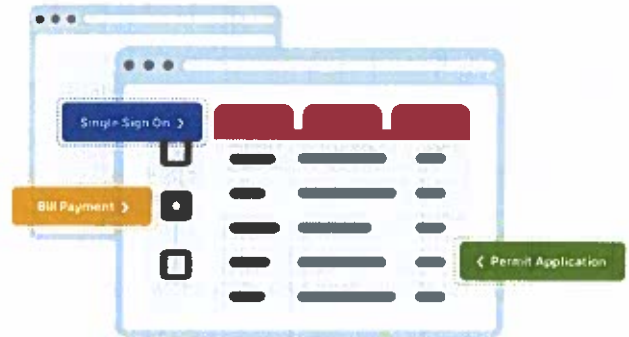 Single Sign On
Bill Payment
Permit Application